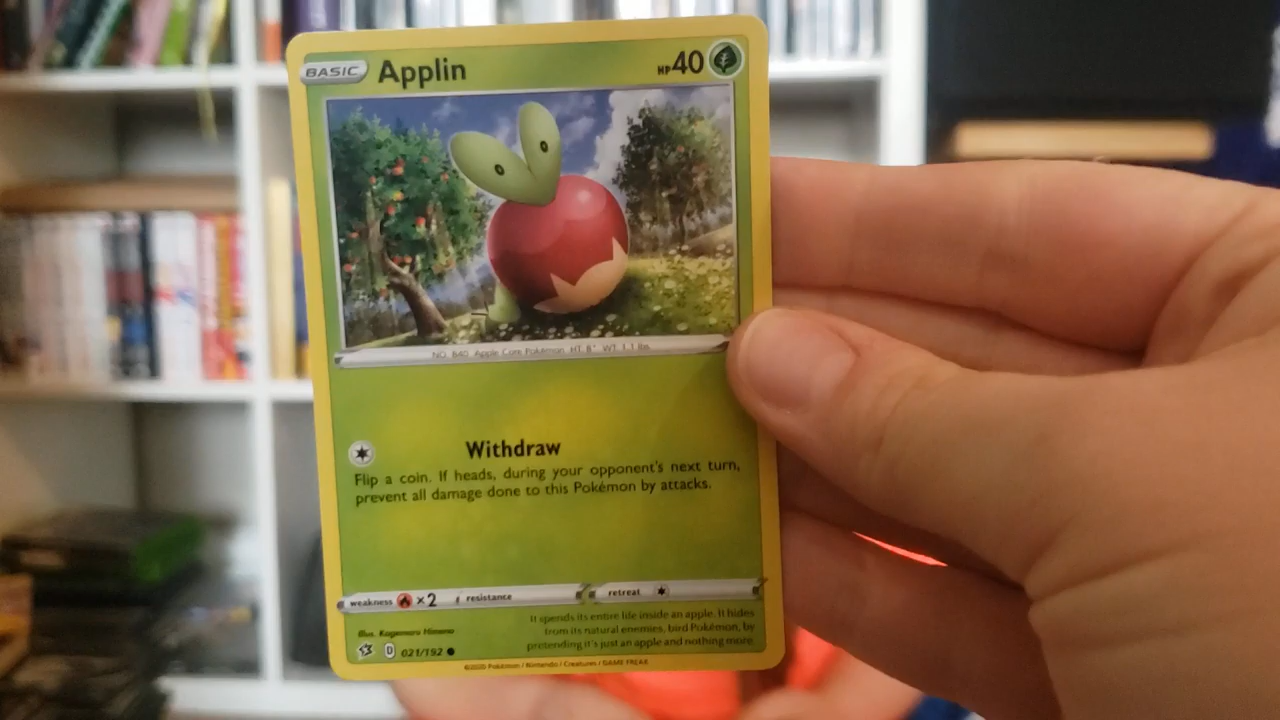 BASIC Applin HP 40
NO. 840 Apple Core Pokémon HT. 8" WT. 1.1 lbs.
Withdraw
Flip a coin. If heads, during your opponent's next turn,
prevent all damage done to this Pokémon by attacks.
weakness ×2 resistance retreat
It spends its entire life inside an apple. It hides
from its natural enemies, bird Pokémon, by
pretending it's just an apple and nothing more.
Illus. Kagemaru Himeno
D 021/192
©2020 Pokémon / Nintendo / Creatures / GAME FREAK